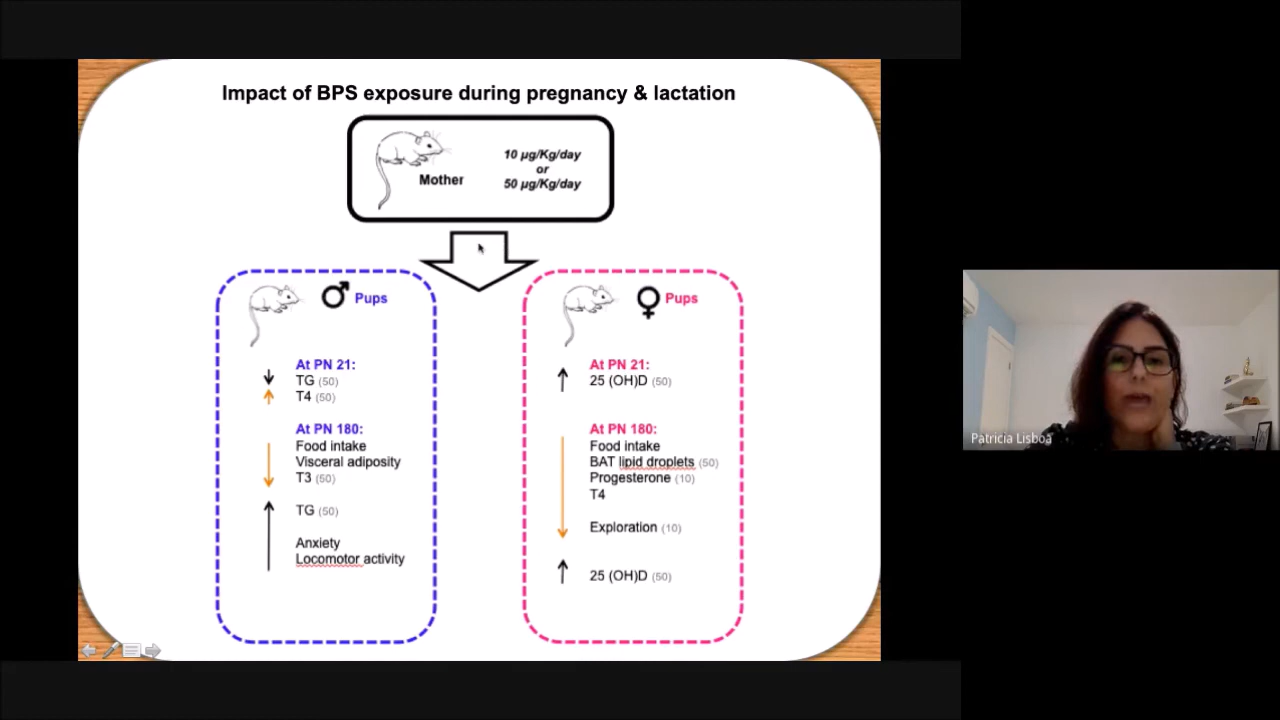 Impact of BPS exposure during pregnancy & lactation
Mother
10 µg/Kg/day
or
50 µg/Kg/day
♂ Pups
At PN 21:
TG (50)
T4 (50)
At PN 180:
Food intake
Visceral adiposity
T3 (50)
TG (50)
Anxiety
Locomotor activity
♀ Pups
At PN 21:
25 (OH)D (50)
At PN 180:
Food intake
BAT lipid droplets (50)
Progesterone (10)
T4
Exploration (10)
25 (OH)D (50)
Patricia Lisboa